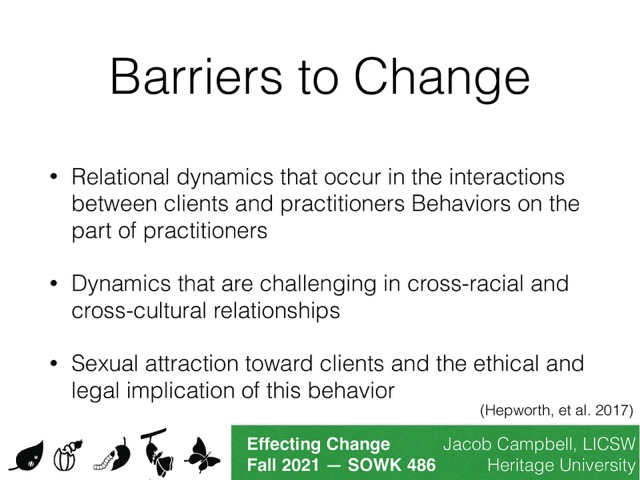 Barriers to Change
• Relational dynamics that occur in the interactions
between clients and practitioners Behaviors on the
part of practitioners
• Dynamics that are challenging in cross-racial and
cross-cultural relationships
• Sexual attraction toward clients and the ethical and
legal implication of this behavior
(Hepworth, et al. 2017)
Effecting Change Jacob Campbell, LICSW
Fall 2021 — SOWK 486 Heritage University